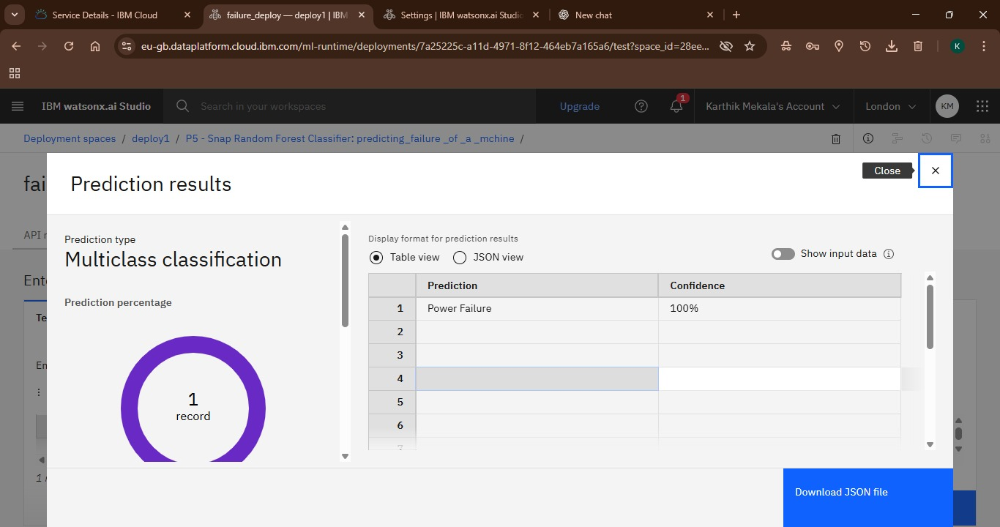 Service Details - IBM Cloud
failure_deploy — deploy1 | IBM
Settings | IBM watsonx.ai Studio
New chat
eu-gb.dataplatform.cloud.ibm.com/ml-runtime/deployments/7a25225c-a11d-4971-8f12-464eb7a165a6/test?space_id=28ee...
K
IBM watsonx.ai Studio
Search in your workspaces
Upgrade
1
Karthik Mekala's Account
London
KM
Deployment spaces / deploy1 / P5 - Snap Random Forest Classifier: predicting_failure _of _a _mchine /
fai
Prediction results
Close
API r
Prediction type
Multiclass classification
Display format for prediction results
Table view
JSON view
Show input data
Ente
Prediction percentage
Te
En
1
record
1 r
Prediction Confidence
1 Power Failure 100%
2
3
4
5
6
7
Download JSON file